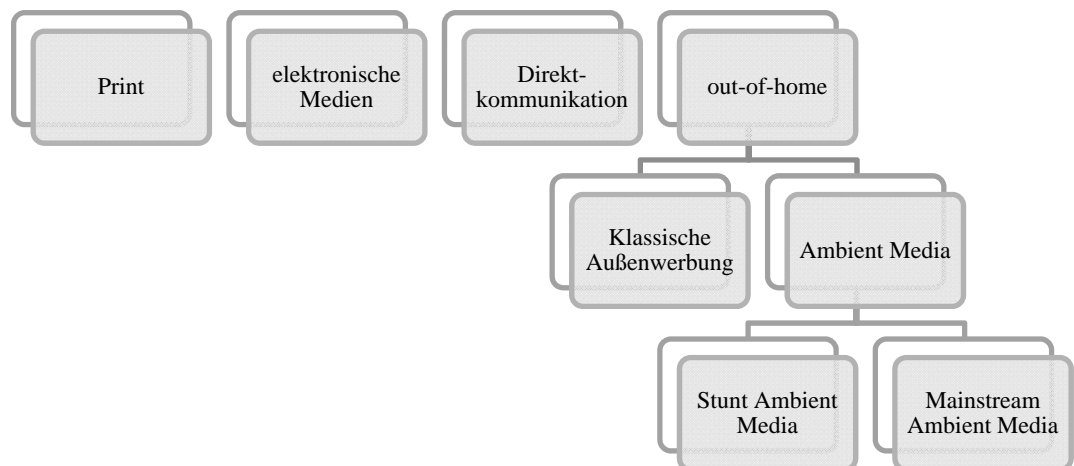 Print
elektronische
Medien
Direkt-
kommunikation
out-of-home
Klassische
Außenwerbung
Ambient Media
Stunt Ambient
Media
Mainstream
Ambient Media